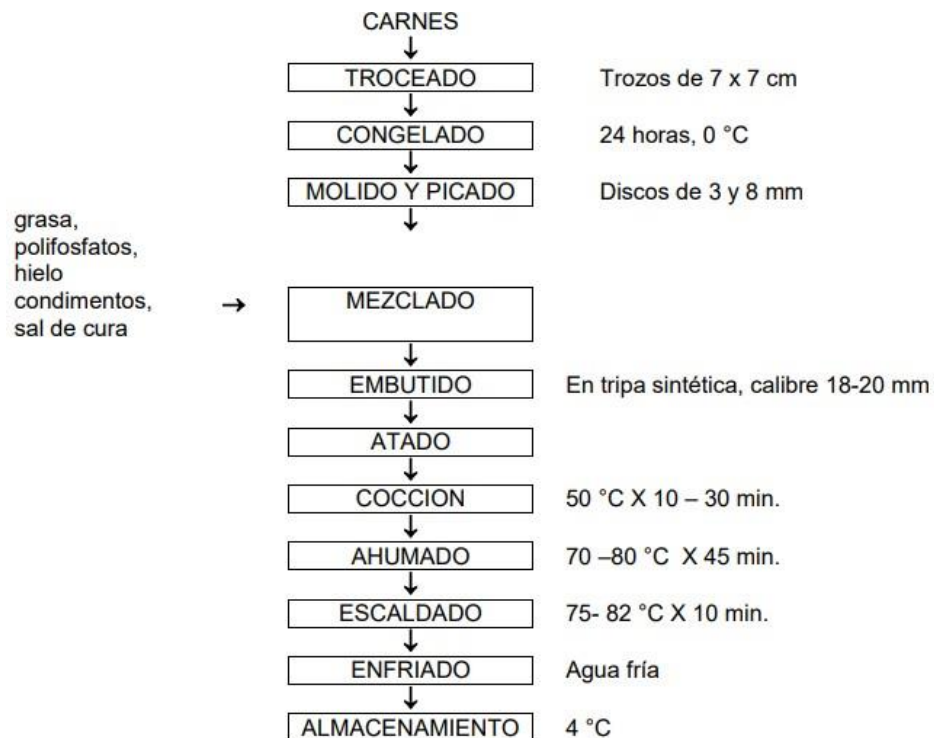 CARNES
↓
TROCEADO Trozos de 7 x 7 cm
↓
CONGELADO 24 horas, 0 °C
↓
MOLIDO Y PICADO Discos de 3 y 8 mm
↓
grasa,
polifosfatos,
hielo
condimentos,
sal de cura
→ MEZCLADO
↓
EMBUTIDO En tripa sintética, calibre 18-20 mm
↓
ATADO
↓
COCCION 50 °C X 10 – 30 min.
↓
AHUMADO 70 –80 °C X 45 min.
↓
ESCALDADO 75- 82 °C X 10 min.
↓
ENFRIADO Agua fría
↓
ALMACENAMIENTO 4 °C